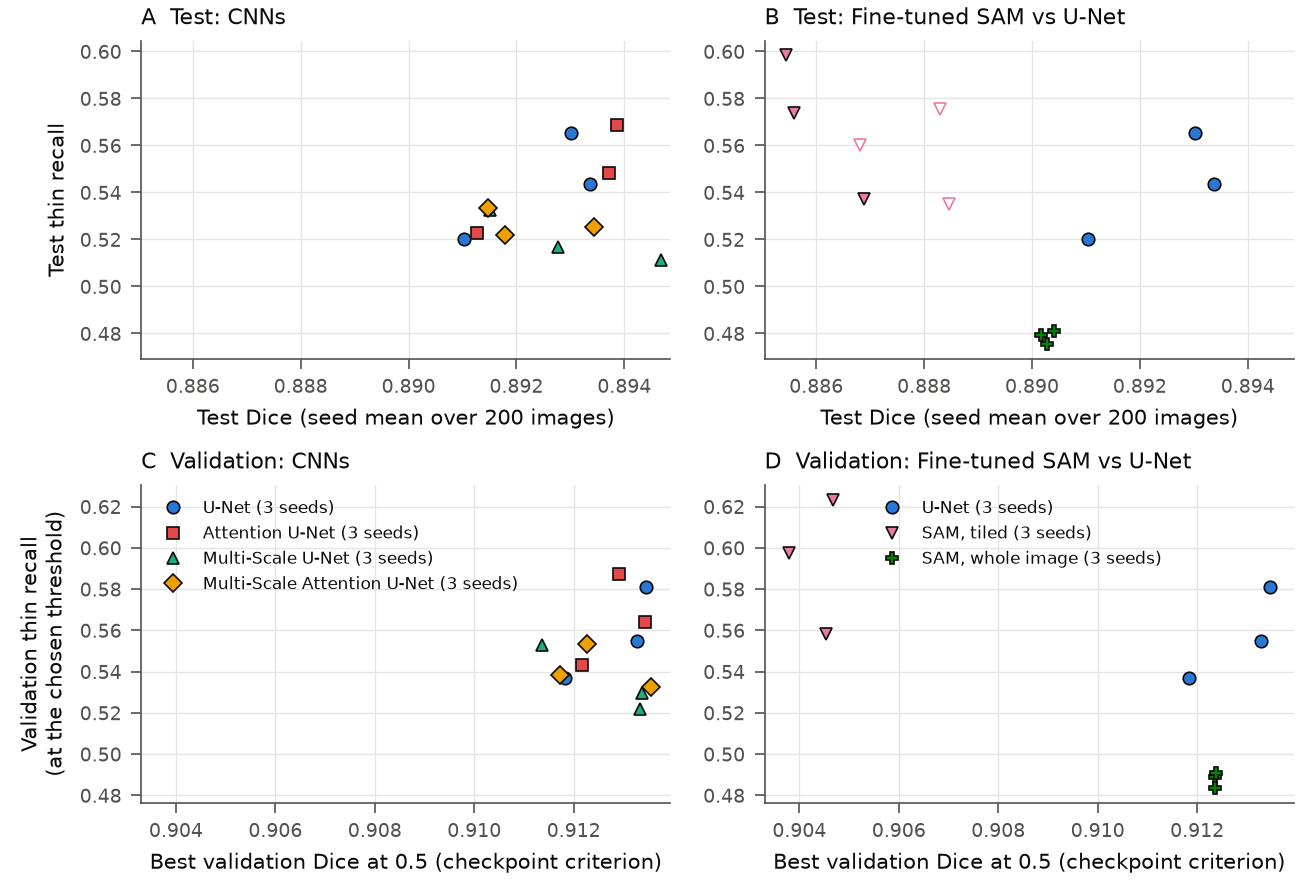 A Test: CNNs
0.60
0.58
0.56
0.54
0.52
0.50
0.48
Test thin recall
0.886 0.888 0.890 0.892 0.894
Test Dice (seed mean over 200 images)
B Test: Fine-tuned SAM vs U-Net
0.60
0.58
0.56
0.54
0.52
0.50
0.48
0.886 0.888 0.890 0.892 0.894
Test Dice (seed mean over 200 images)
C Validation: CNNs
U-Net (3 seeds)
Attention U-Net (3 seeds)
Multi-Scale U-Net (3 seeds)
Multi-Scale Attention U-Net (3 seeds)
0.62
0.60
0.58
0.56
0.54
0.52
0.50
0.48
Validation thin recall
(at the chosen threshold)
0.904 0.906 0.908 0.910 0.912
Best validation Dice at 0.5 (checkpoint criterion)
D Validation: Fine-tuned SAM vs U-Net
U-Net (3 seeds)
SAM, tiled (3 seeds)
SAM, whole image (3 seeds)
0.62
0.60
0.58
0.56
0.54
0.52
0.50
0.48
0.904 0.906 0.908 0.910 0.912
Best validation Dice at 0.5 (checkpoint criterion)